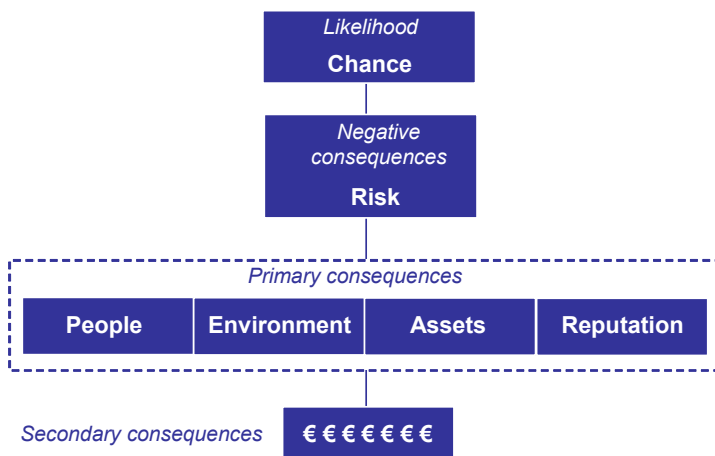 Likelihood
Chance
Negative
consequences
Risk
Primary consequences
People Environment Assets Reputation
Secondary consequences € € € € € € €